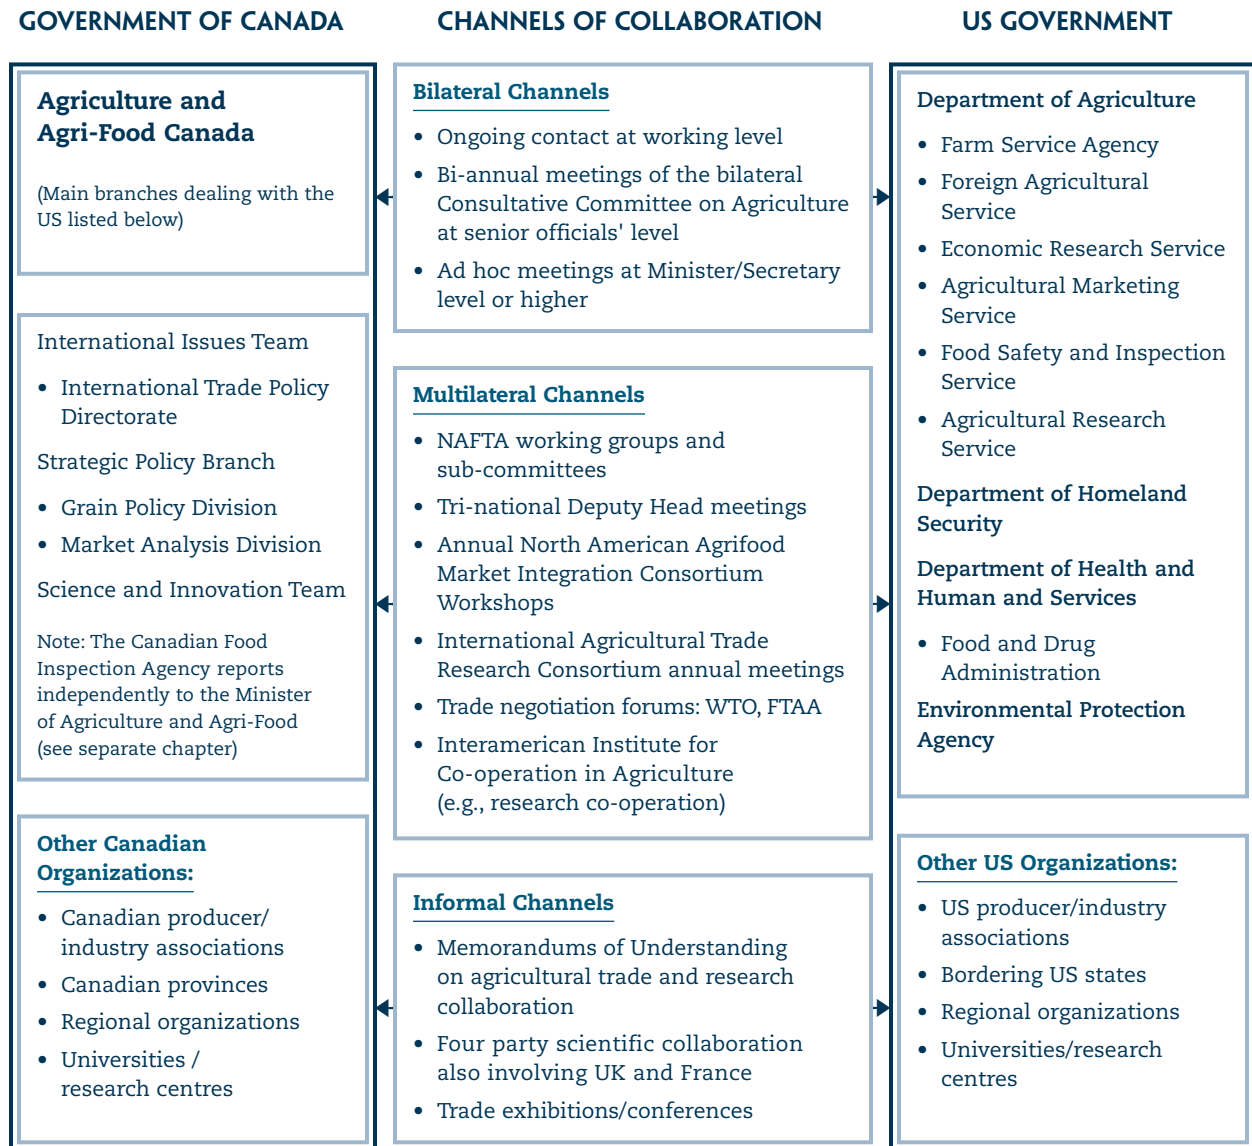 GOVERNMENT OF CANADA
Agriculture and
Agri-Food Canada
(Main branches dealing with the
US listed below)
International Issues Team
• International Trade Policy
Directorate
Strategic Policy Branch
• Grain Policy Division
• Market Analysis Division
Science and Innovation Team
Note: The Canadian Food
Inspection Agency reports
independently to the Minister
of Agriculture and Agri-Food
(see separate chapter)
Other Canadian
Organizations:
• Canadian producer/
industry associations
• Canadian provinces
• Regional organizations
• Universities /
research centres
CHANNELS OF COLLABORATION
Bilateral Channels
• Ongoing contact at working level
• Bi-annual meetings of the bilateral
Consultative Committee on Agriculture
at senior officials' level
• Ad hoc meetings at Minister/Secretary
level or higher
Multilateral Channels
• NAFTA working groups and
sub-committees
• Tri-national Deputy Head meetings
• Annual North American Agrifood
Market Integration Consortium
Workshops
• International Agricultural Trade
Research Consortium annual meetings
• Trade negotiation forums: WTO, FTAA
• Interamerican Institute for
Co-operation in Agriculture
(e.g., research co-operation)
Informal Channels
• Memorandums of Understanding
on agricultural trade and research
collaboration
• Four party scientific collaboration
also involving UK and France
• Trade exhibitions/conferences
US GOVERNMENT
Department of Agriculture
• Farm Service Agency
• Foreign Agricultural
Service
• Economic Research Service
• Agricultural Marketing
Service
• Food Safety and Inspection
Service
• Agricultural Research
Service
Department of Homeland
Security
Department of Health and
Human and Services
• Food and Drug
Administration
Environmental Protection
Agency
Other US Organizations:
• US producer/industry
associations
• Bordering US states
• Regional organizations
• Universities/research
centres